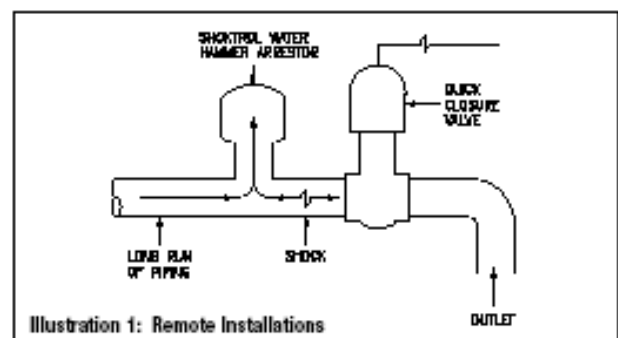 SHOKTROL WATER
HAMMER ARRESTOR
QUICK
CLOSURE
VALVE
LONG RUN
OF PIPING
SHOCK
OUTLET
Illustration 1: Remote Installations